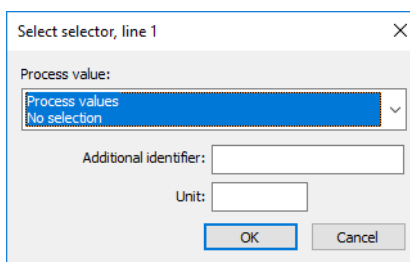 Select selector, line 1
Process value:
Process values
No selection
Additional identifier:
Unit:
OK Cancel